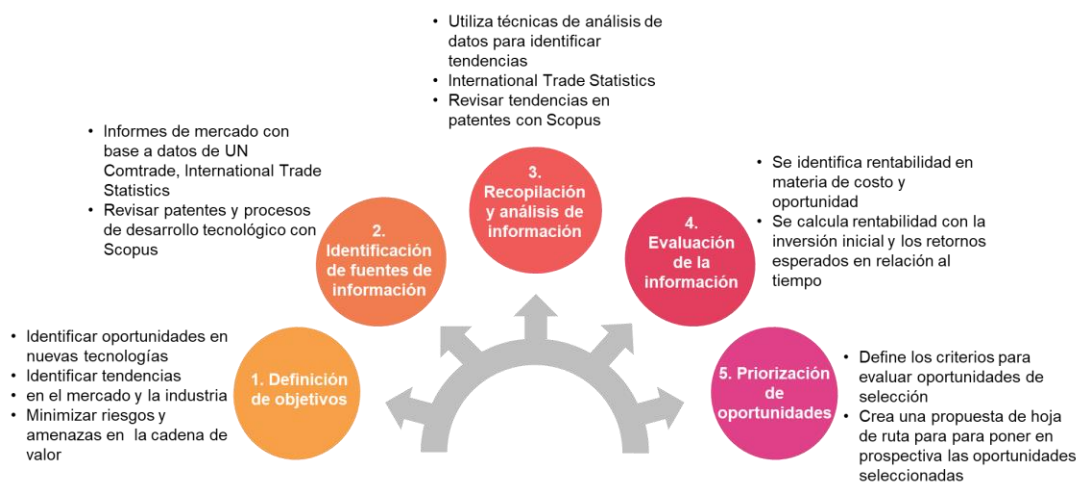 • Identificar oportunidades en
nuevas tecnologías
• Identificar tendencias
• en el mercado y la industria
• Minimizar riesgos y
amenazas en la cadena de
valor
1. Definición
de objetivos
• Informes de mercado con
base a datos de UN
Comtrade, International Trade
Statistics
• Revisar patentes y procesos
de desarrollo tecnológico con
Scopus
2.
Identificación
de fuentes de
información
• Utiliza técnicas de análisis de
datos para identificar
tendencias
• International Trade Statistics
• Revisar tendencias en
patentes con Scopus
3.
Recopilación
y análisis de
información
• Se identifica rentabilidad en
materia de costo y
oportunidad
• Se calcula rentabilidad con la
inversión inicial y los retornos
esperados en relación al
tiempo
4.
Evaluación
de la
información
5. Priorización
de
oportunidades
• Define los criterios para
evaluar oportunidades de
selección
• Crea una propuesta de hoja
de ruta para para poner en
prospectiva las oportunidades
seleccionadas